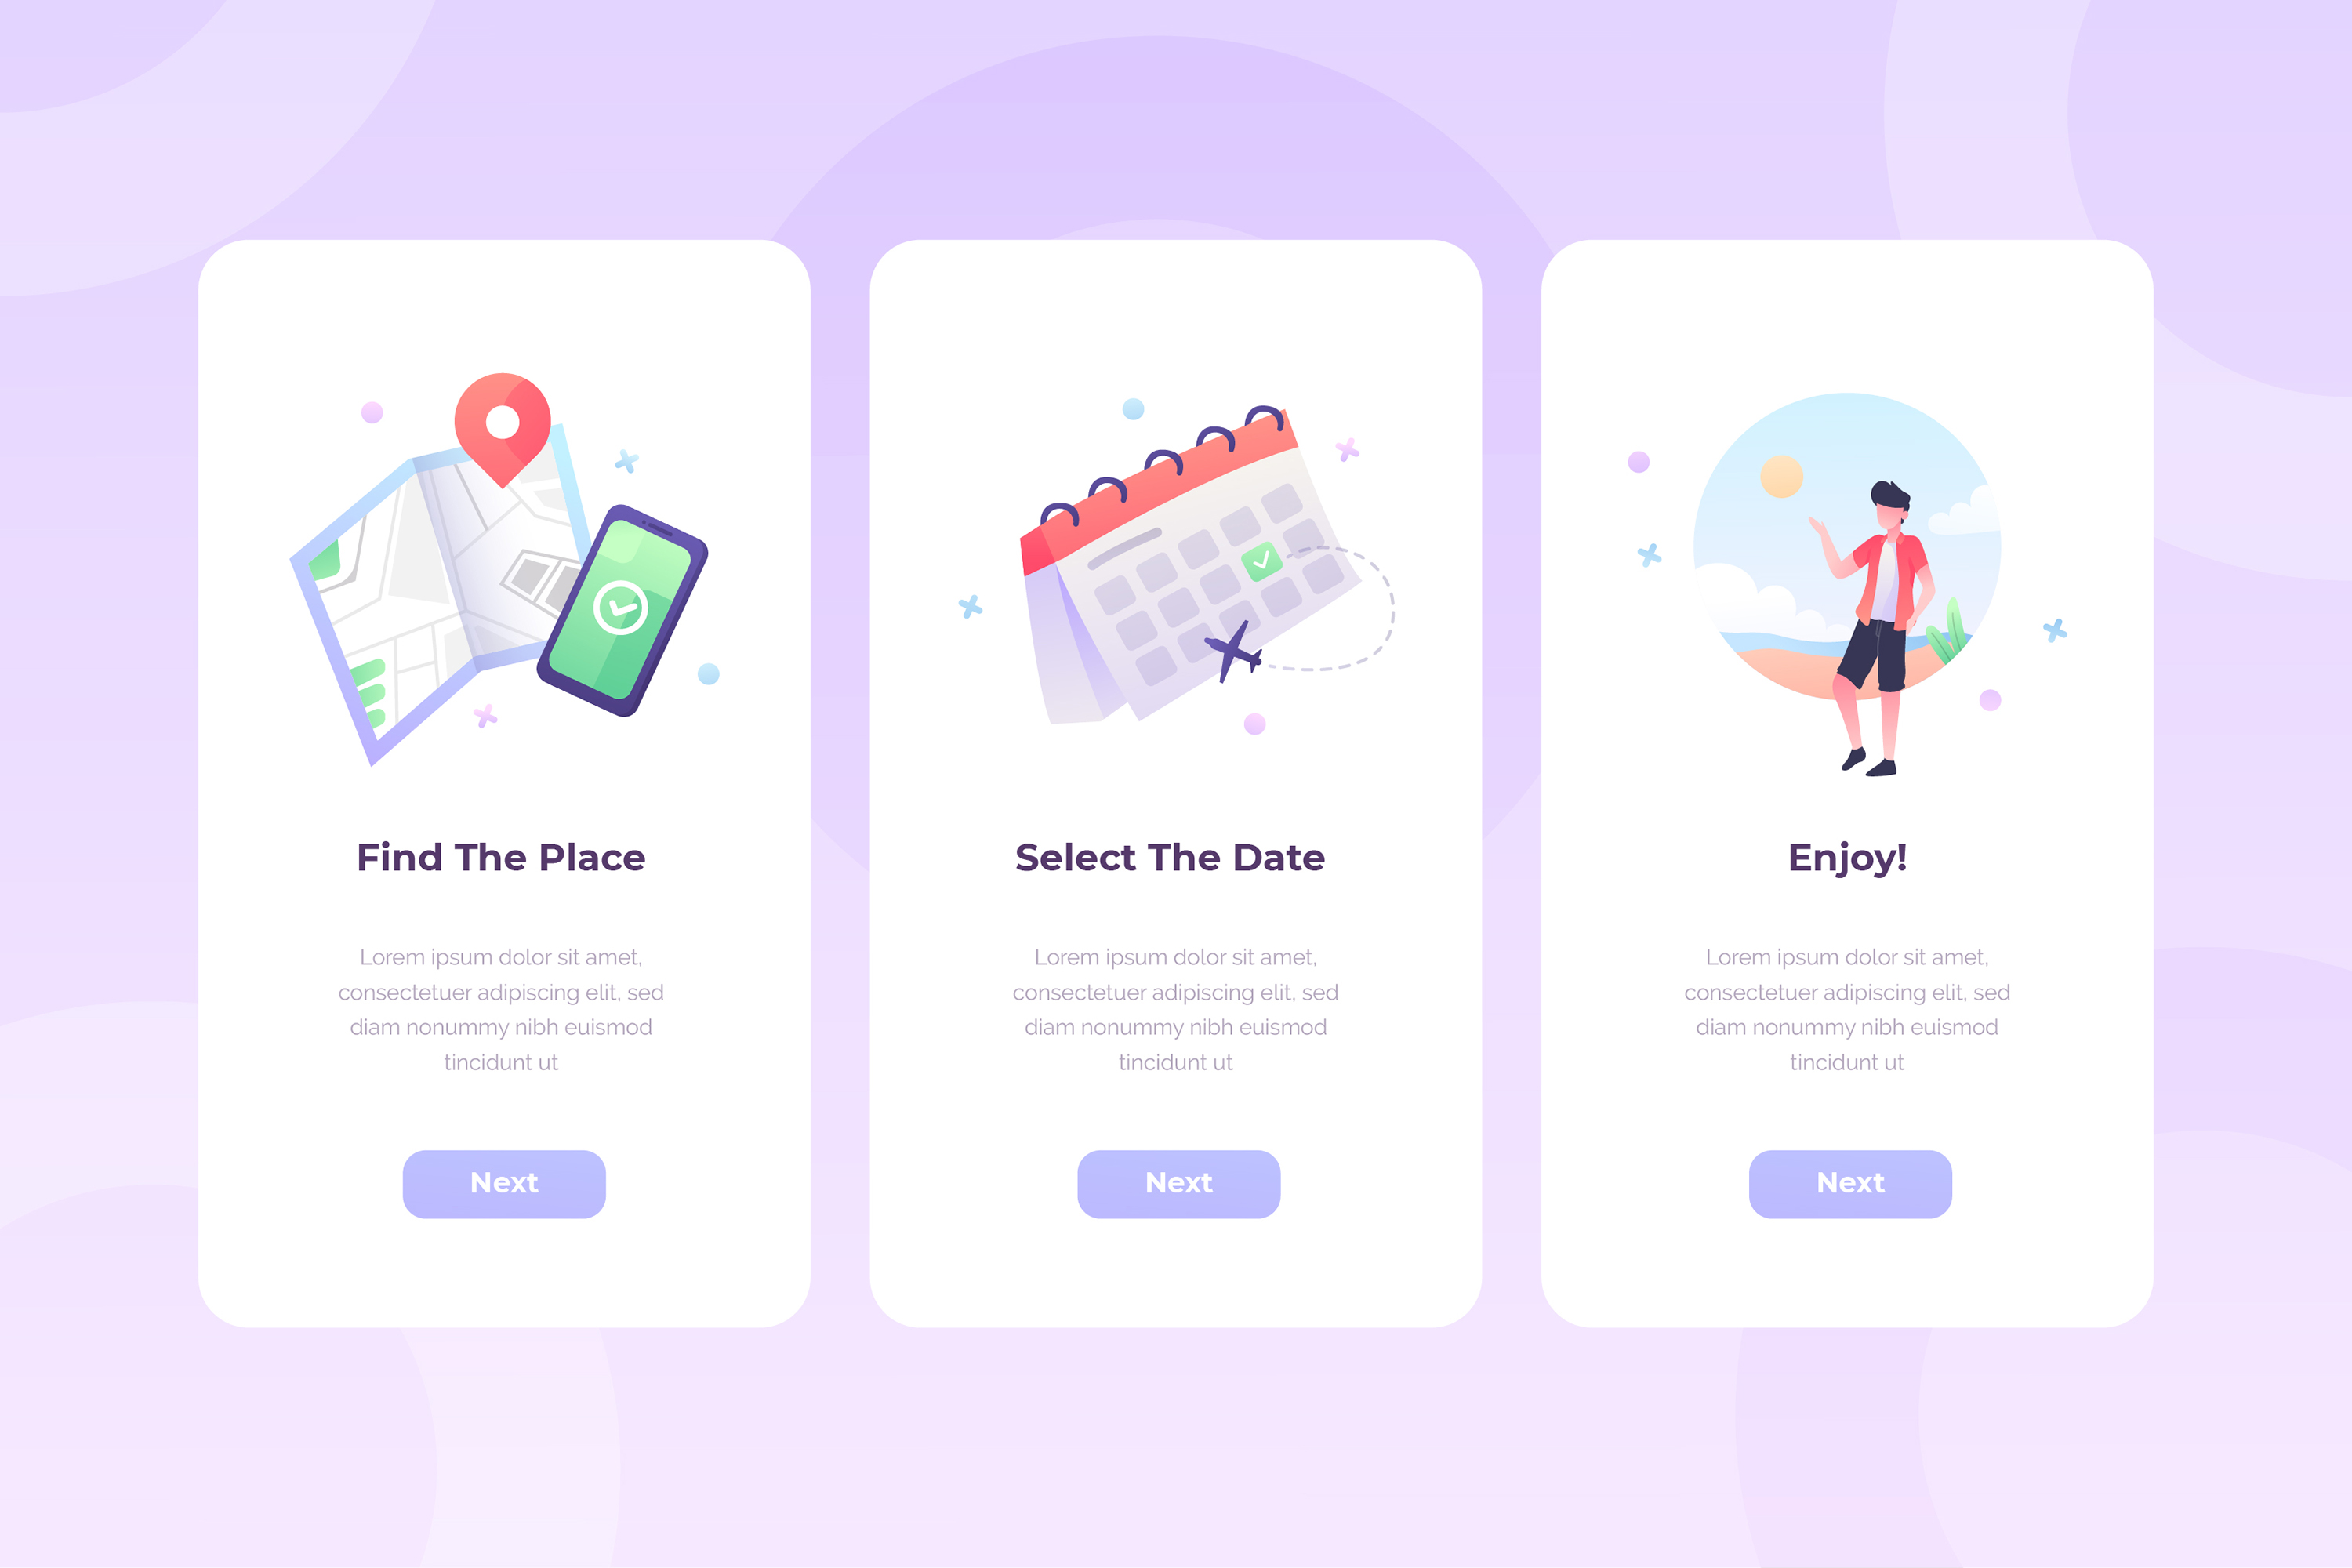 Find The Place
Lorem ipsum dolor sit amet,
consectetuer adipiscing elit, sed
diam nonummy nibh euismod
tincidunt ut
Next
Select The Date
Lorem ipsum dolor sit amet,
consectetuer adipiscing elit, sed
diam nonummy nibh euismod
tincidunt ut
Next
Enjoy!
Lorem ipsum dolor sit amet,
consectetuer adipiscing elit, sed
diam nonummy nibh euismod
tincidunt ut
Next